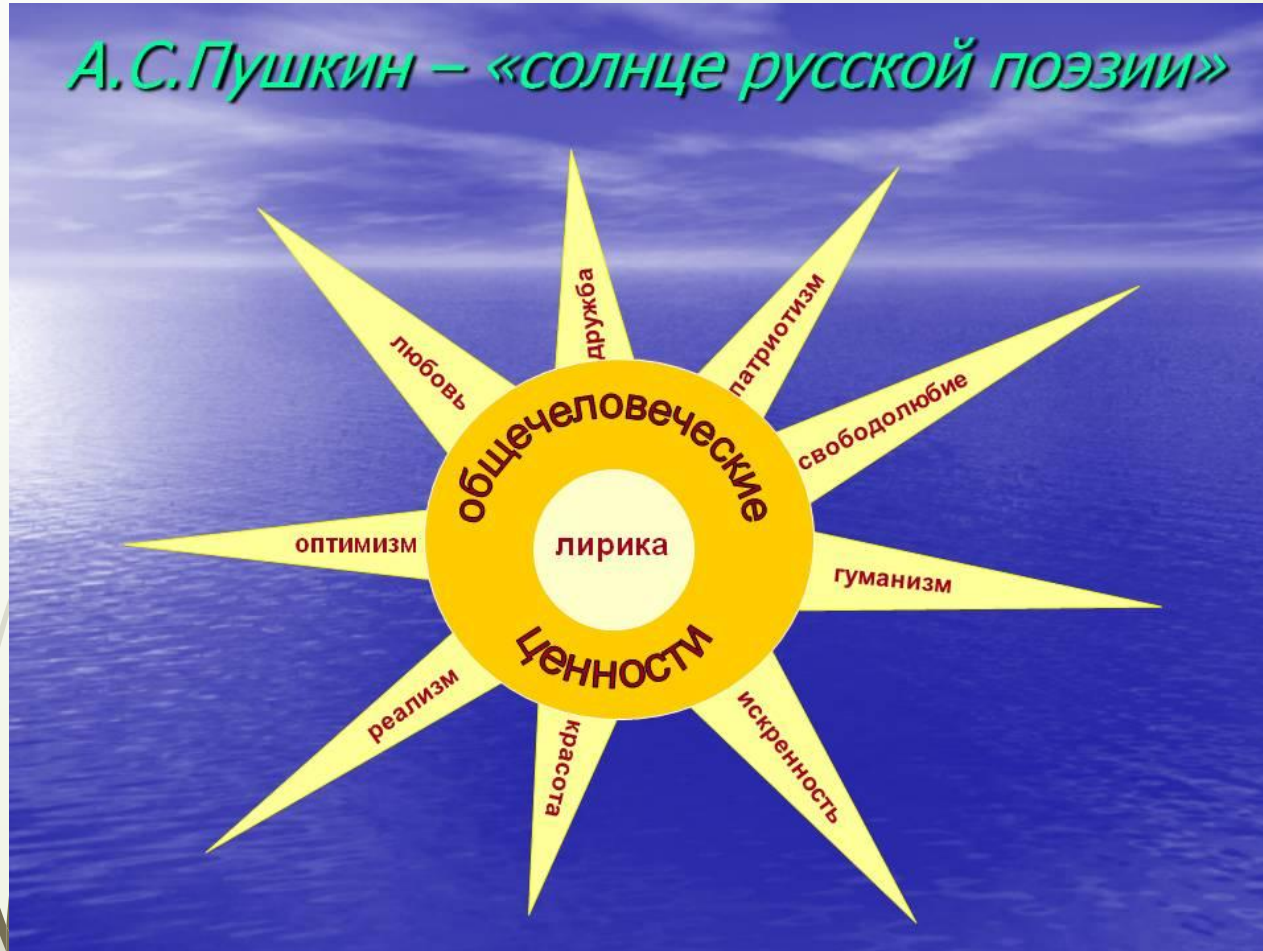 А.С.Пушкин – «солнце русской поэзии»
дружба
патриотизм
любовь
свободолюбие
общечеловеческие
лирика
оптимизм
гуманизм
ценности
реализм
красота
искренность